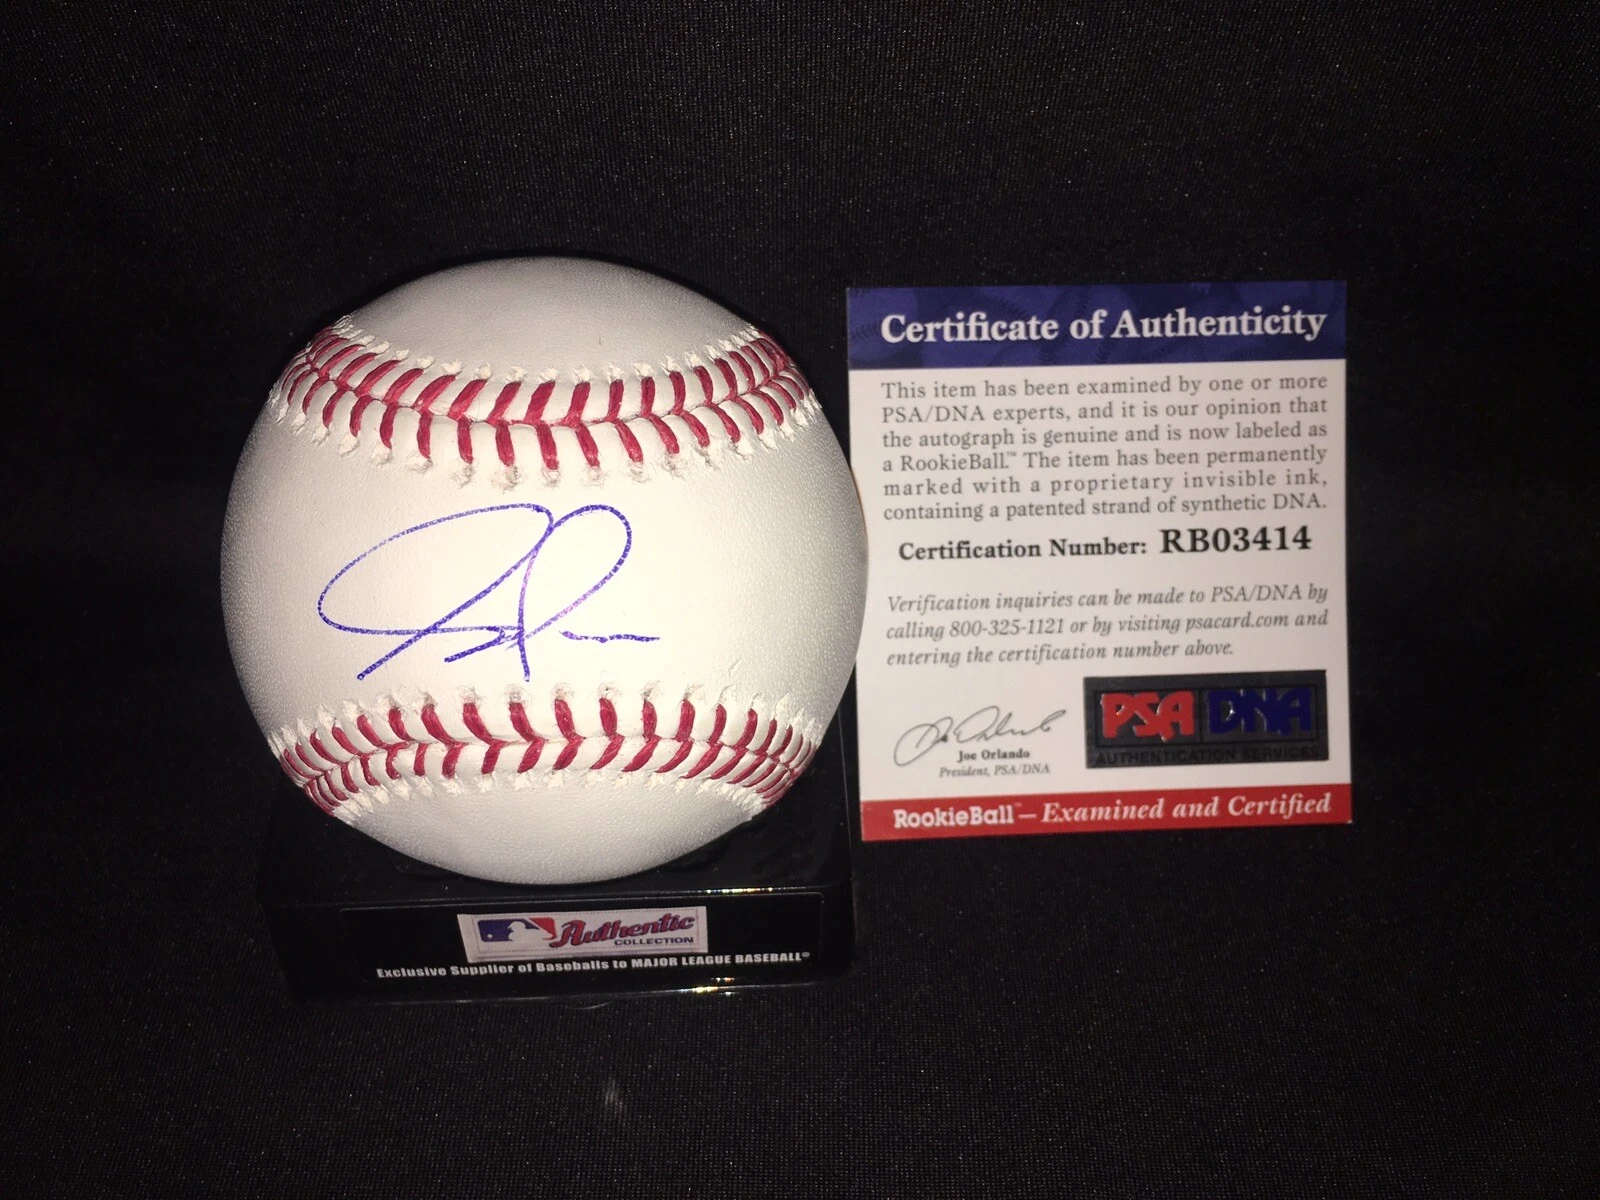 Certificate of Authenticity
This item has been examined by one or more
PSA/DNA experts, and it is our opinion that
the autograph is genuine and is now labeled as
a RookieBall.™ The item has been permanently
marked with a proprietary invisible ink,
containing a patented strand of synthetic DNA.
Certification Number: RB03414
Verification inquiries can be made to PSA/DNA by
calling 800-325-1121 or by visiting psacard.com and
entering the certification number above.
Joe Orlando
President, PSA/DNA
PSA DNA
AUTHENTICATION SERVICES
RookieBall™ — Examined and Certified
Authentic
COLLECTION
Exclusive Supplier of Baseballs to MAJOR LEAGUE BASEBALL®